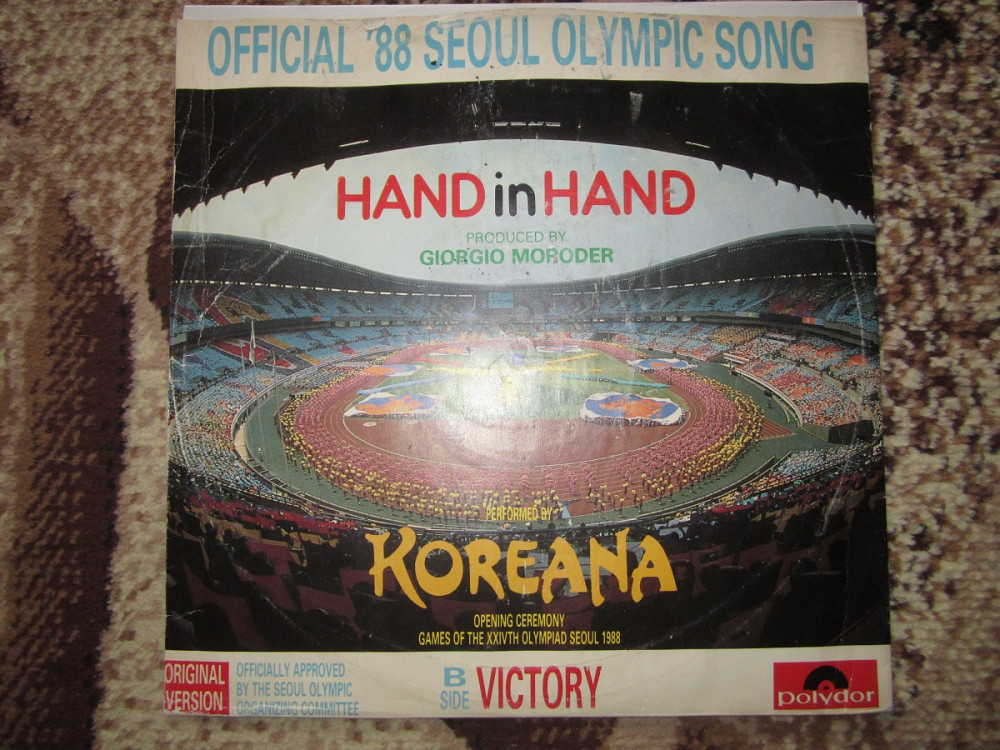 OFFICIAL '88 SEOUL OLYMPIC SONG
HAND in HAND
PRODUCED BY
GIORGIO MORODER
PERFORMED BY
KOREANA
OPENING CEREMONY
GAMES OF THE XXIVTH OLYMPIAD SEOUL 1988
ORIGINAL
VERSION
OFFICIALLY APPROVED
BY THE SEOUL OLYMPIC
ORGANIZING COMMITTEE
B
SIDE
VICTORY
polydor